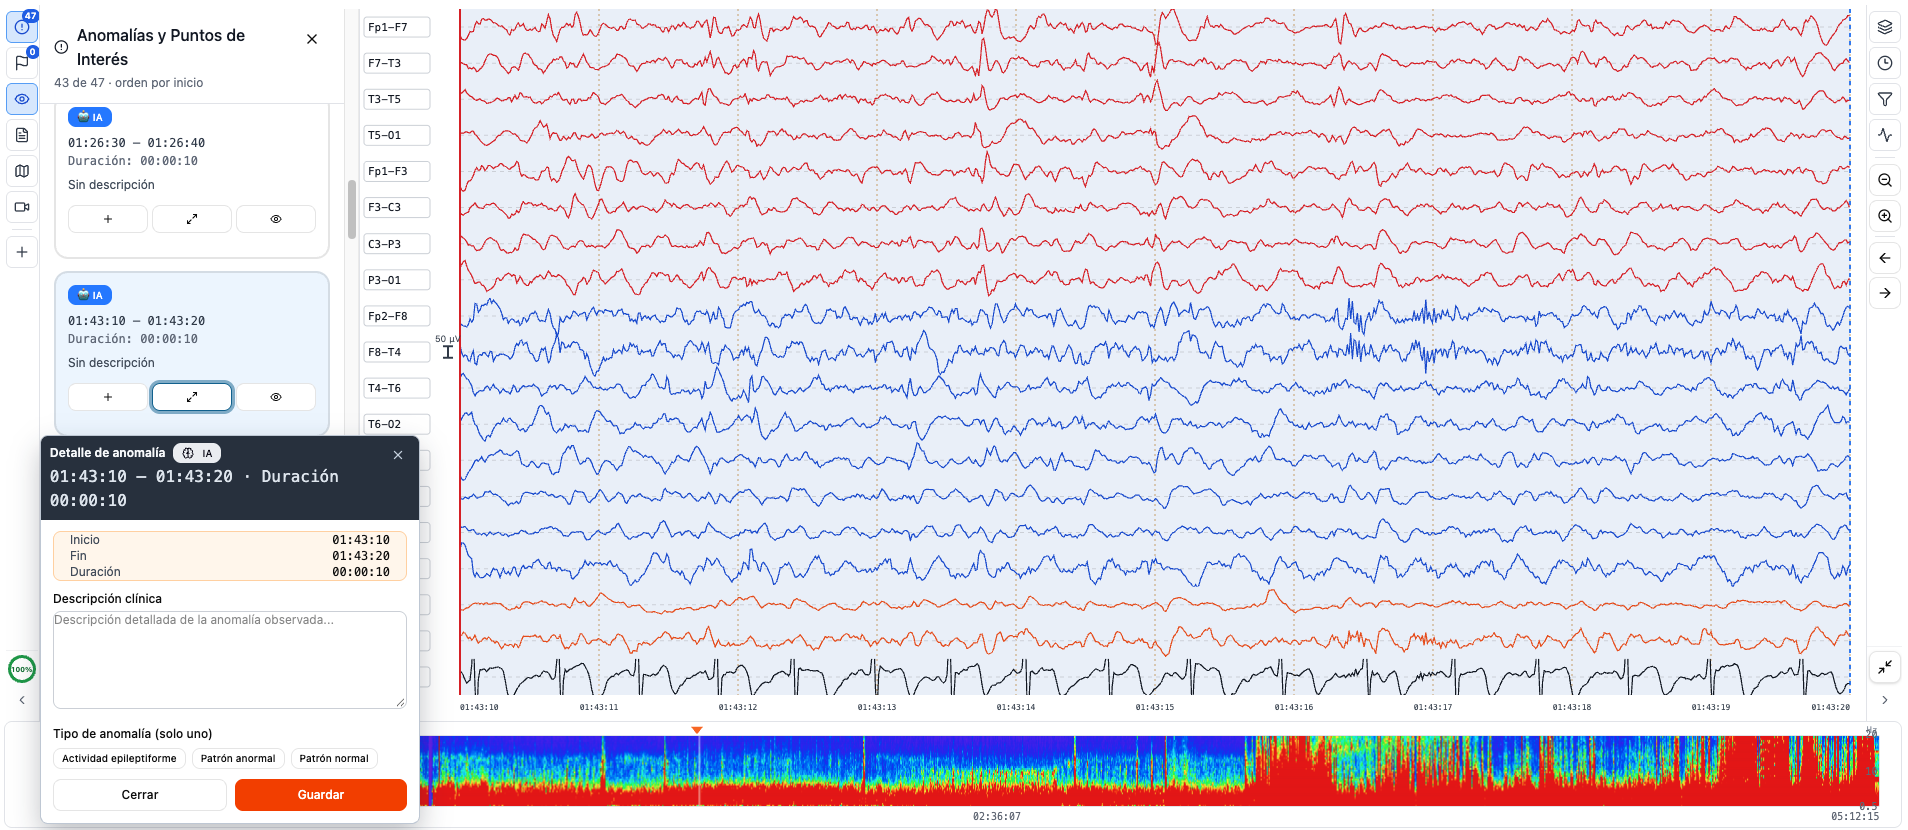 47
0
Anomalías y Puntos de
Interés
43 de 47 · orden por inicio
IA
01:26:30 — 01:26:40
Duración: 00:00:10
Sin descripción
IA
01:43:10 — 01:43:20
Duración: 00:00:10
Sin descripción
Detalle de anomalía
IA
01:43:10 — 01:43:20 · Duración
00:00:10
Inicio 01:43:10
Fin 01:43:20
Duración 00:00:10
Descripción clínica
Descripción detallada de la anomalía observada...
Tipo de anomalía (solo uno)
Actividad epileptiforme
Patrón anormal
Patrón normal
Cerrar
Guardar
100%
Fp1–F7
F7–T3
T3–T5
T5–O1
Fp1–F3
F3–C3
C3–P3
P3–O1
Fp2–F8
F8–T4
T4–T6
T6–O2
50 µV
01:43:10 01:43:11 01:43:12 01:43:13 01:43:14 01:43:15 01:43:16 01:43:17 01:43:18 01:43:19 01:43:20
0.5
02:36:07
05:12:15